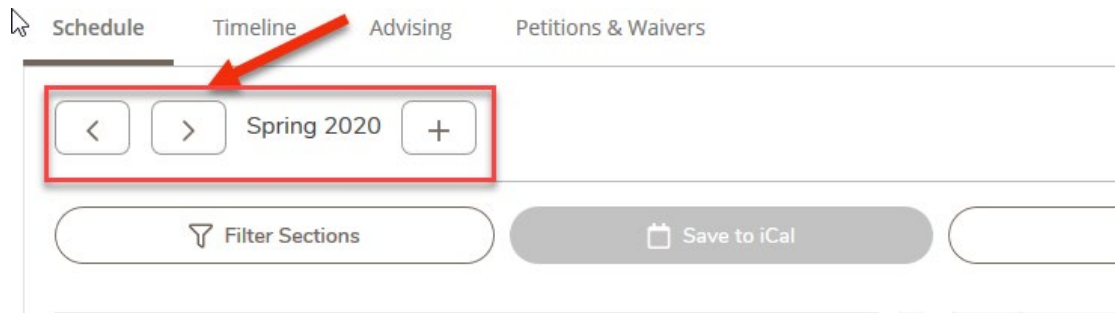 Schedule Timeline Advising Petitions & Waivers
< > Spring 2020 +
Filter Sections Save to iCal